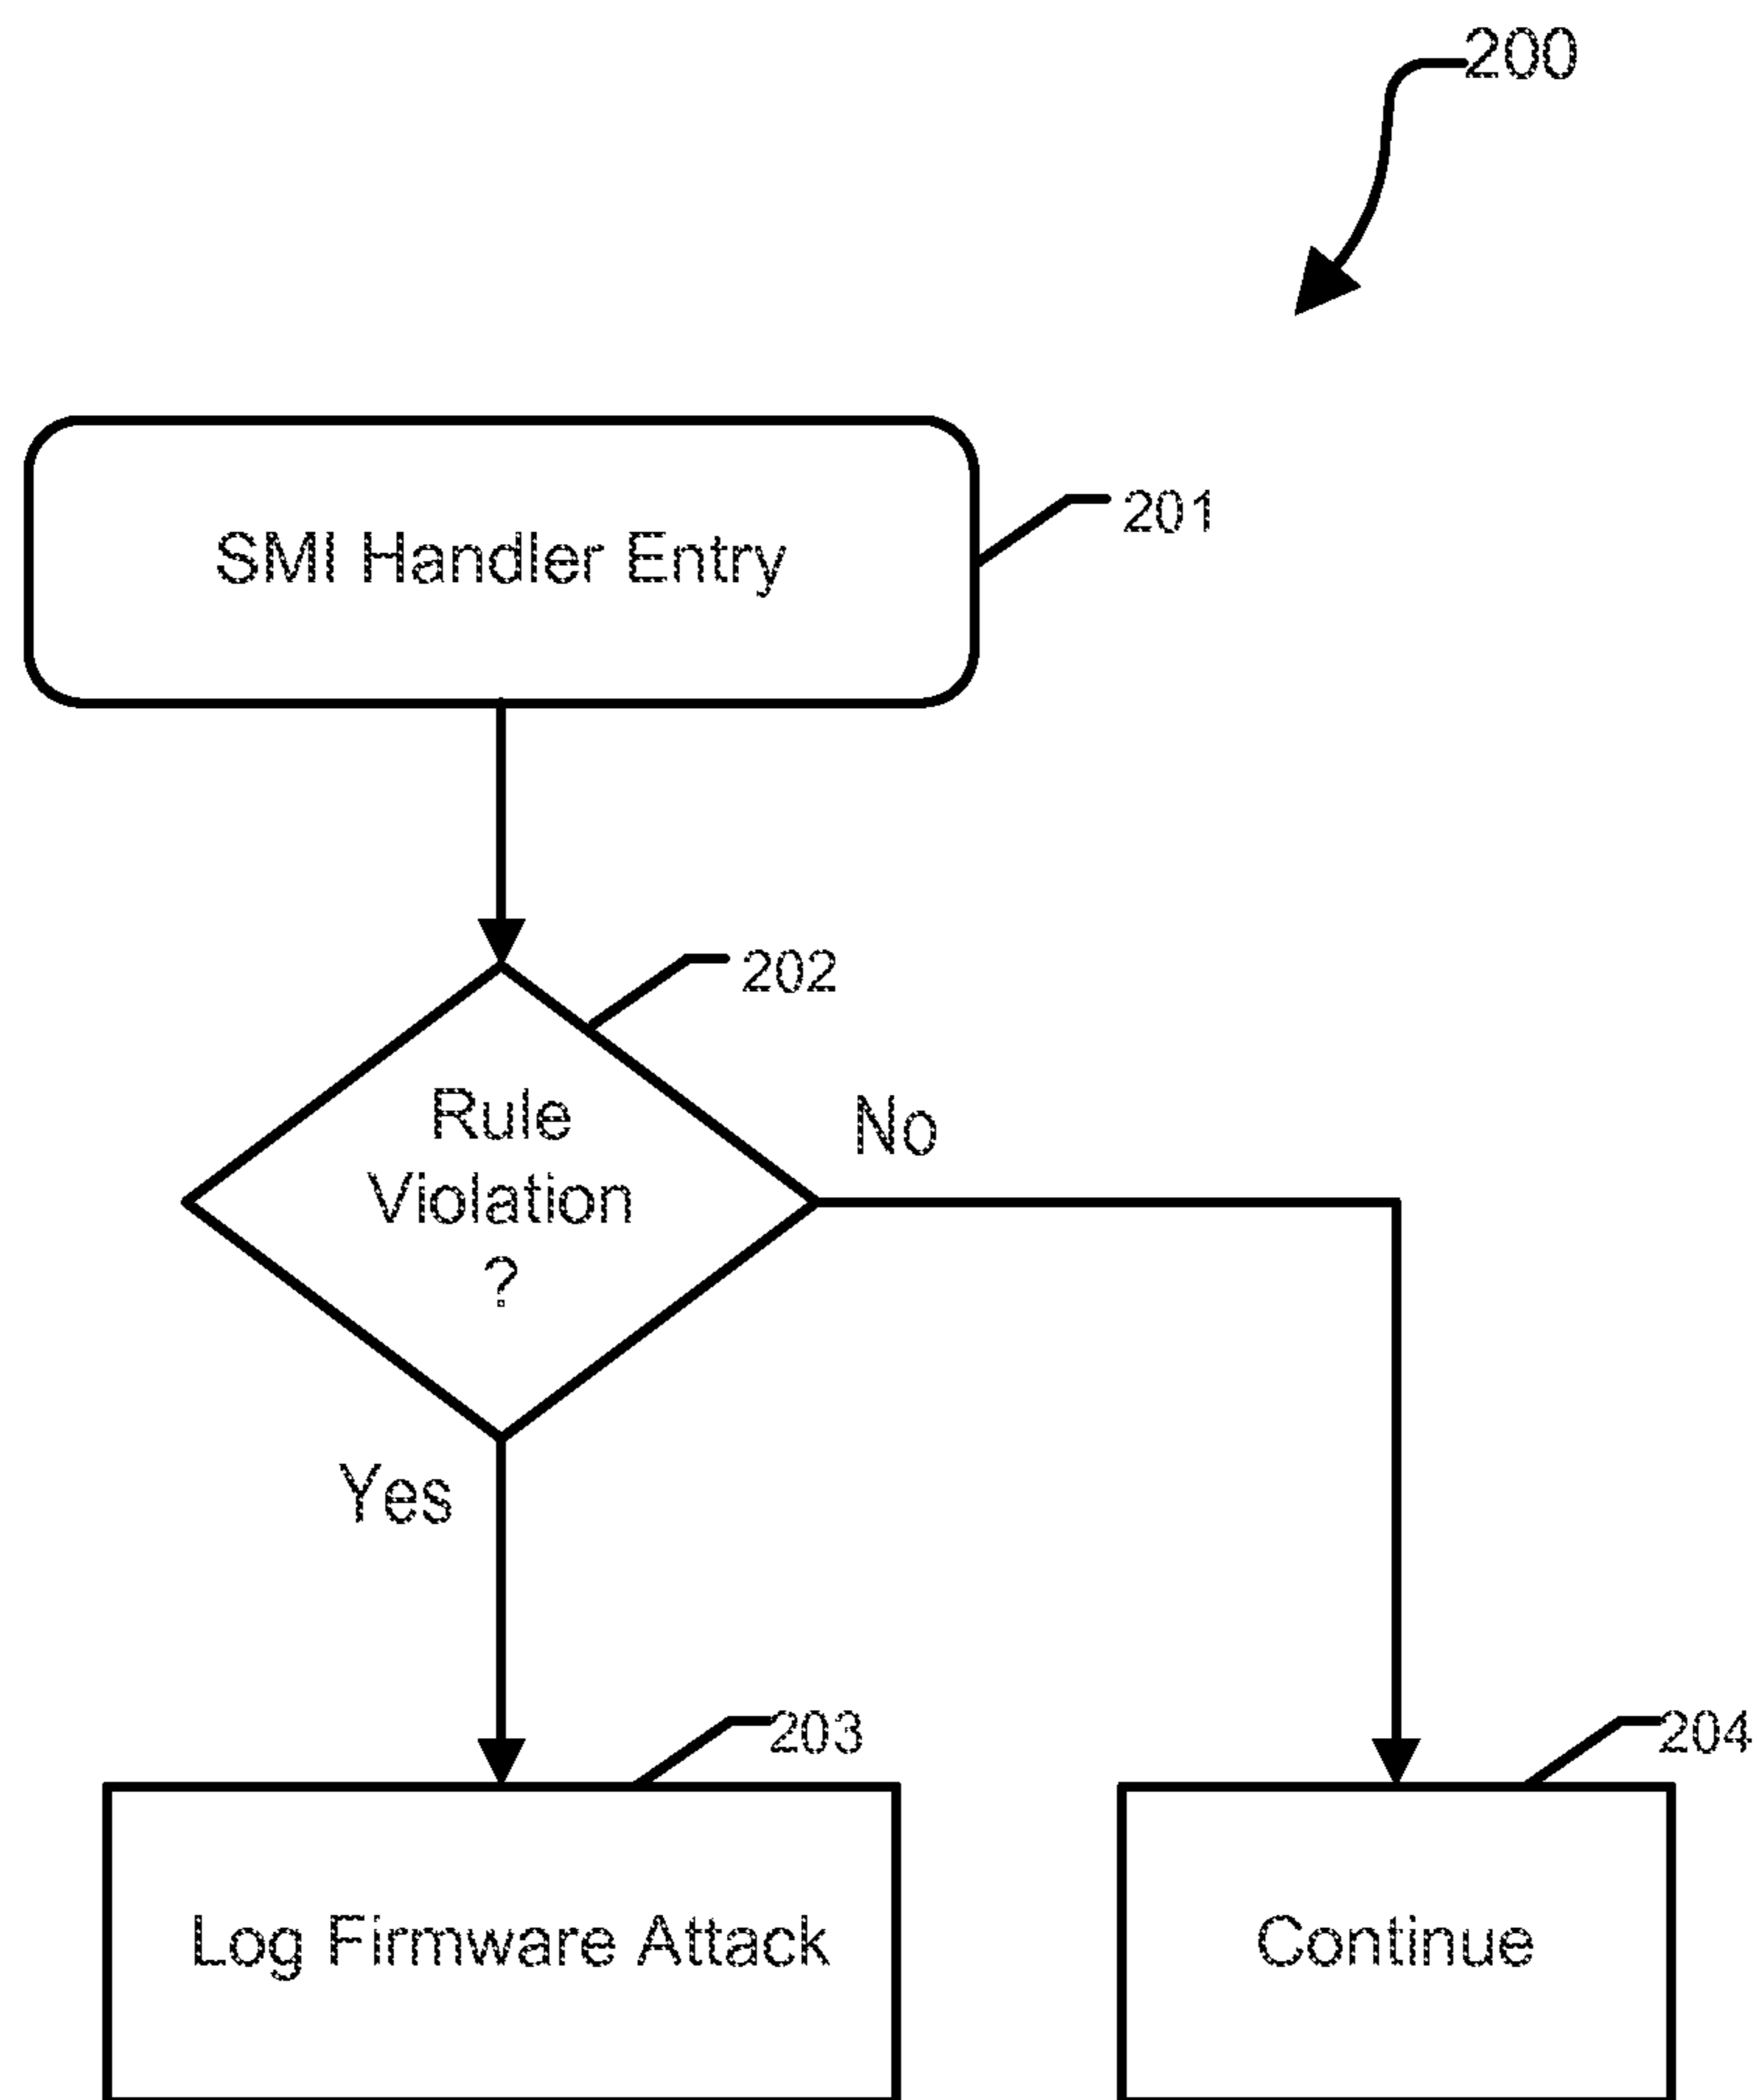 200
SMI Handler Entry
201
202
Rule
Violation
?
No
Yes
203
204
Log Firmware Attack
Continue